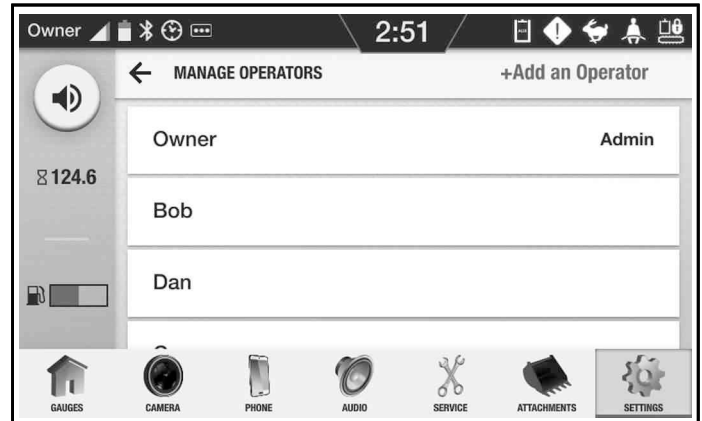 Owner
2:51
MANAGE OPERATORS
+Add an Operator
Owner Admin
124.6
Bob
Dan
GAUGES CAMERA PHONE AUDIO SERVICE ATTACHMENTS SETTINGS